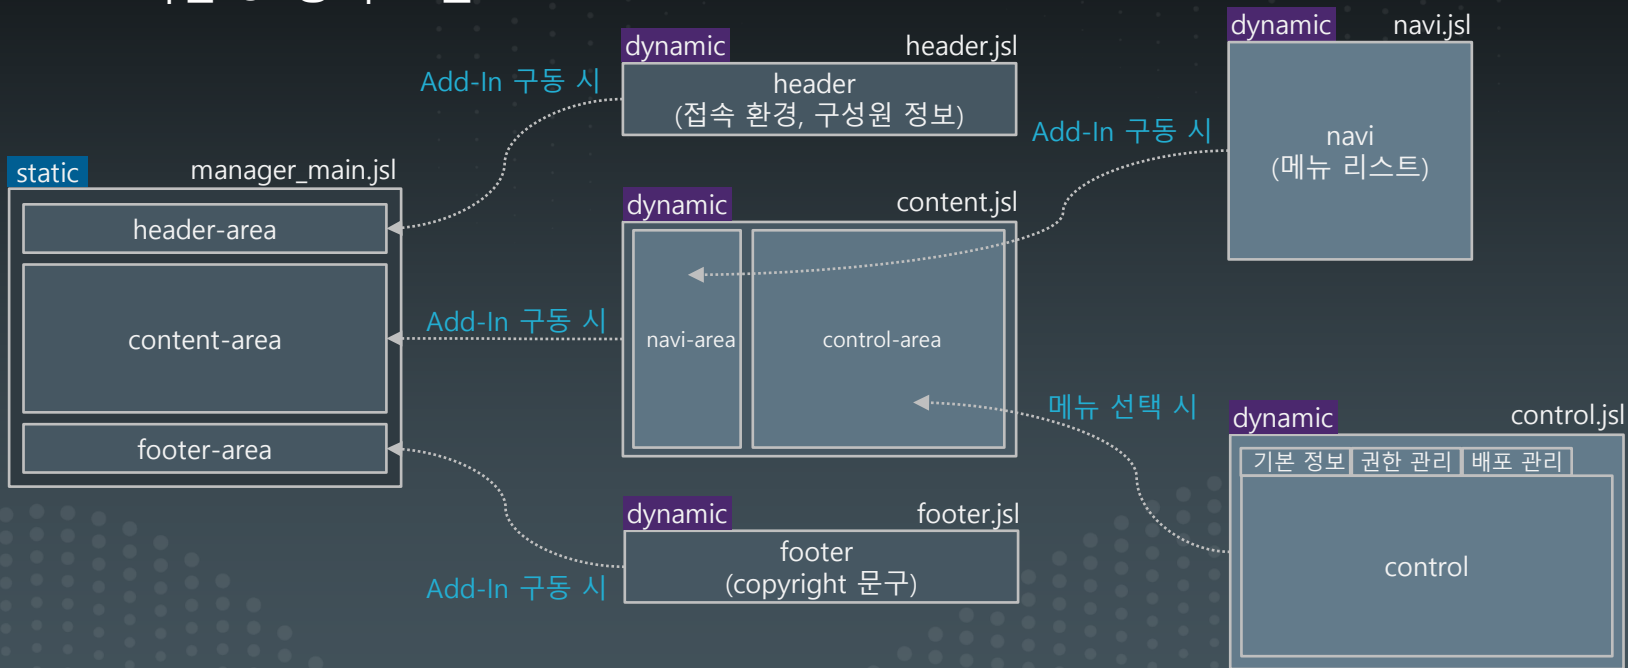 dynamic
header.jsl
header
(접속 환경, 구성원 정보)
Add-In 구동 시
dynamic
navi.jsl
navi
(메뉴 리스트)
Add-In 구동 시
static
manager_main.jsl
header-area
content-area
footer-area
dynamic
content.jsl
navi-area
control-area
Add-In 구동 시
메뉴 선택 시
dynamic
control.jsl
기본 정보
권한 관리
배포 관리
control
dynamic
footer.jsl
footer
(copyright 문구)
Add-In 구동 시